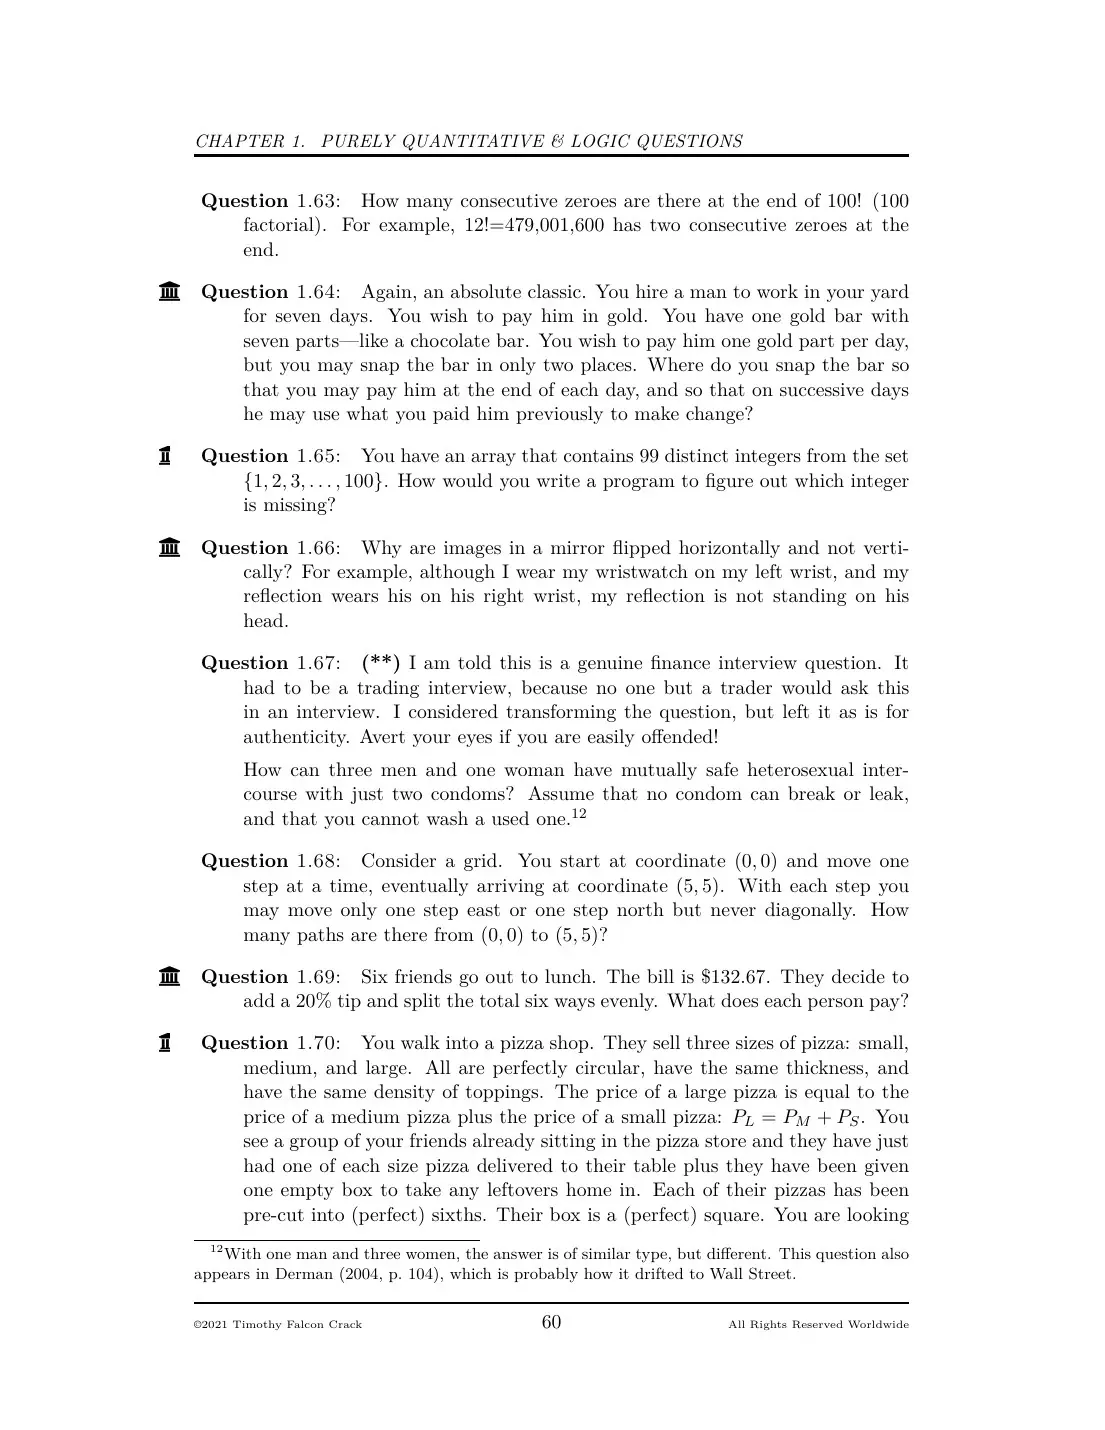 CHAPTER 1. PURELY QUANTITATIVE & LOGIC QUESTIONS
Question 1.63: How many consecutive zeroes are there at the end of 100! (100
factorial). For example, 12!=479,001,600 has two consecutive zeroes at the
end.
Question 1.64: Again, an absolute classic. You hire a man to work in your yard
for seven days. You wish to pay him in gold. You have one gold bar with
seven parts—like a chocolate bar. You wish to pay him one gold part per day,
but you may snap the bar in only two places. Where do you snap the bar so
that you may pay him at the end of each day, and so that on successive days
he may use what you paid him previously to make change?
Question 1.65: You have an array that contains 99 distinct integers from the set
{1, 2, 3, . . . , 100}. How would you write a program to figure out which integer
is missing?
Question 1.66: Why are images in a mirror flipped horizontally and not verti-
cally? For example, although I wear my wristwatch on my left wrist, and my
reflection wears his on his right wrist, my reflection is not standing on his
head.
Question 1.67: (**) I am told this is a genuine finance interview question. It
had to be a trading interview, because no one but a trader would ask this
in an interview. I considered transforming the question, but left it as is for
authenticity. Avert your eyes if you are easily offended!
How can three men and one woman have mutually safe heterosexual inter-
course with just two condoms? Assume that no condom can break or leak,
and that you cannot wash a used one.12
Question 1.68: Consider a grid. You start at coordinate (0, 0) and move one
step at a time, eventually arriving at coordinate (5, 5). With each step you
may move only one step east or one step north but never diagonally. How
many paths are there from (0, 0) to (5, 5)?
Question 1.69: Six friends go out to lunch. The bill is $132.67. They decide to
add a 20% tip and split the total six ways evenly. What does each person pay?
Question 1.70: You walk into a pizza shop. They sell three sizes of pizza: small,
medium, and large. All are perfectly circular, have the same thickness, and
have the same density of toppings. The price of a large pizza is equal to the
price of a medium pizza plus the price of a small pizza: PL = PM + PS. You
see a group of your friends already sitting in the pizza store and they have just
had one of each size pizza delivered to their table plus they have been given
one empty box to take any leftovers home in. Each of their pizzas has been
pre-cut into (perfect) sixths. Their box is a (perfect) square. You are looking
12With one man and three women, the answer is of similar type, but different. This question also
appears in Derman (2004, p. 104), which is probably how it drifted to Wall Street.
©2021 Timothy Falcon Crack 60 All Rights Reserved Worldwide